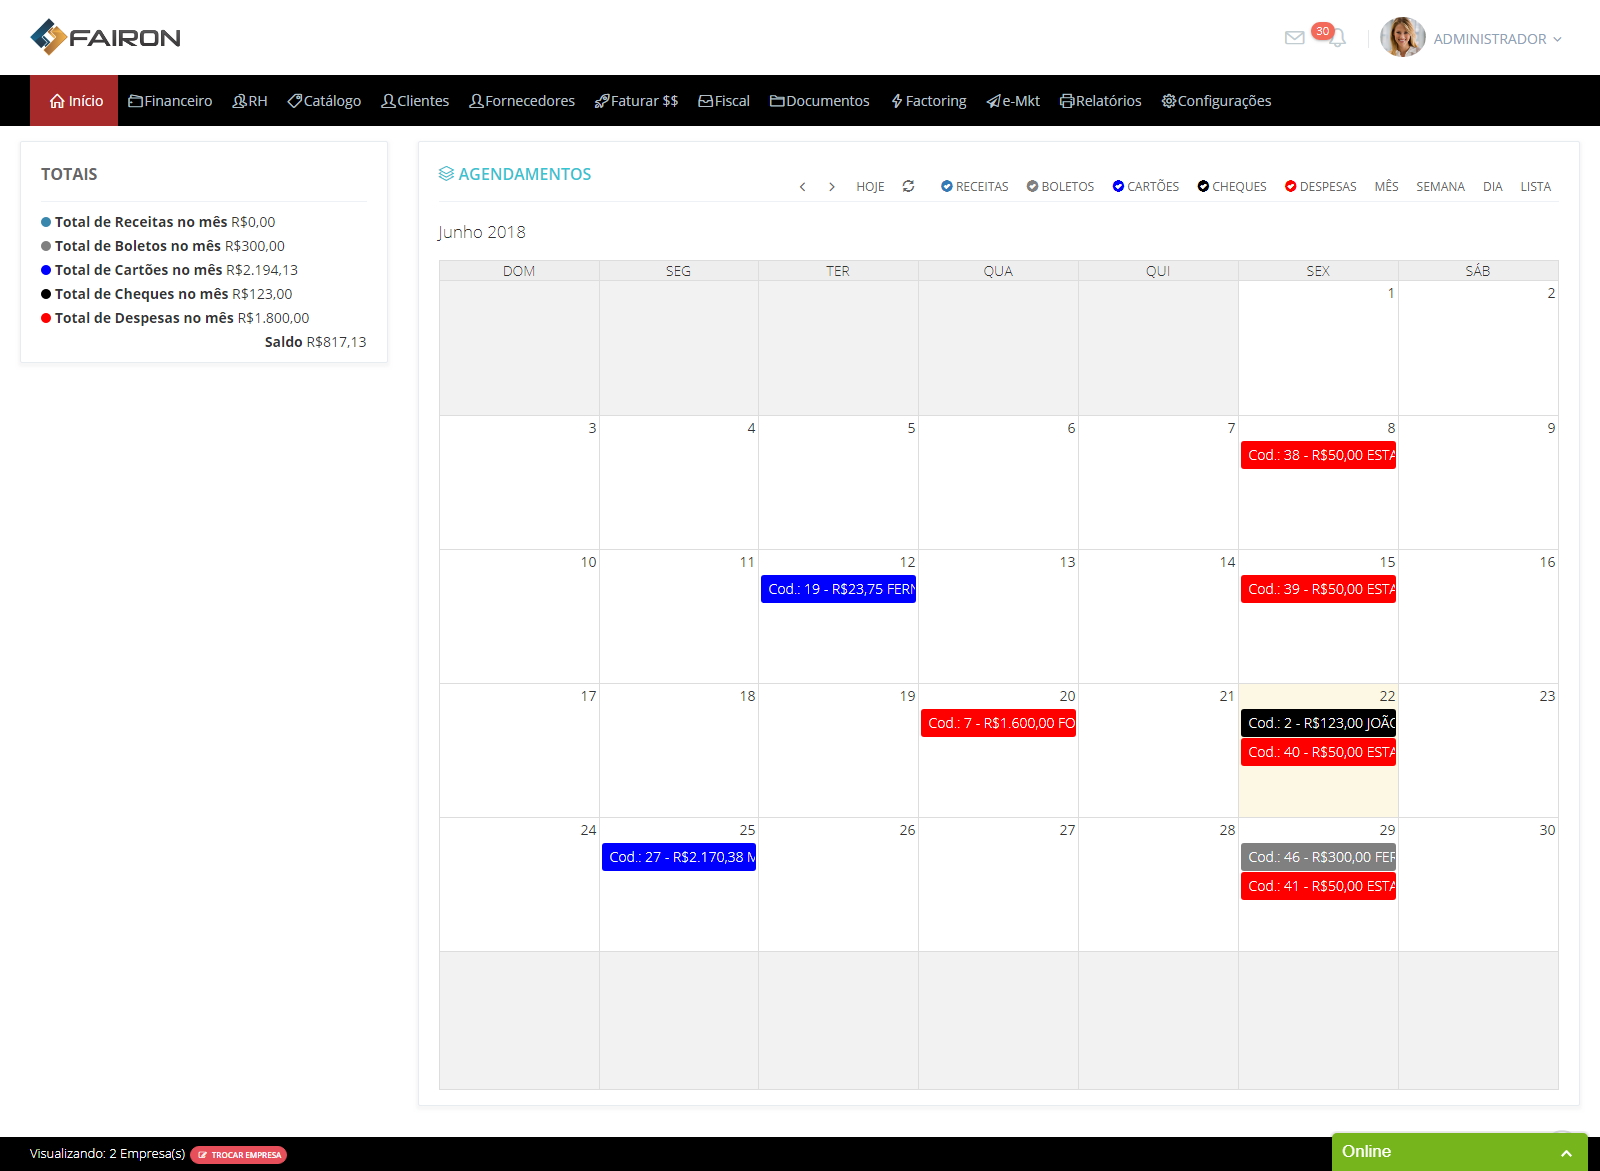 FAIRON
30
ADMINISTRADOR
Início Financeiro RH Catálogo Clientes Fornecedores Faturar $$ Fiscal Documentos Factoring e-Mkt Relatórios Configurações
TOTAIS
Total de Receitas no mês R$0,00
Total de Boletos no mês R$300,00
Total de Cartões no mês R$2.194,13
Total de Cheques no mês R$123,00
Total de Despesas no mês R$1.800,00
Saldo R$817,13
AGENDAMENTOS
HOJE RECEITAS BOLETOS CARTÕES CHEQUES DESPESAS MÊS SEMANA DIA LISTA
Junho 2018
DOM SEG TER QUA QUI SEX SÁB
1 2
3 4 5 6 7 8 9
Cod.: 38 - R$50,00 ESTA
10 11 12 13 14 15 16
Cod.: 19 - R$23,75 FERN Cod.: 39 - R$50,00 ESTA
17 18 19 20 21 22 23
Cod.: 7 - R$1.600,00 FO Cod.: 2 - R$123,00 JOÃO
Cod.: 40 - R$50,00 ESTA
24 25 26 27 28 29 30
Cod.: 27 - R$2.170,38 M Cod.: 46 - R$300,00 FER
Cod.: 41 - R$50,00 ESTA
Visualizando: 2 Empresa(s) TROCAR EMPRESA
Online